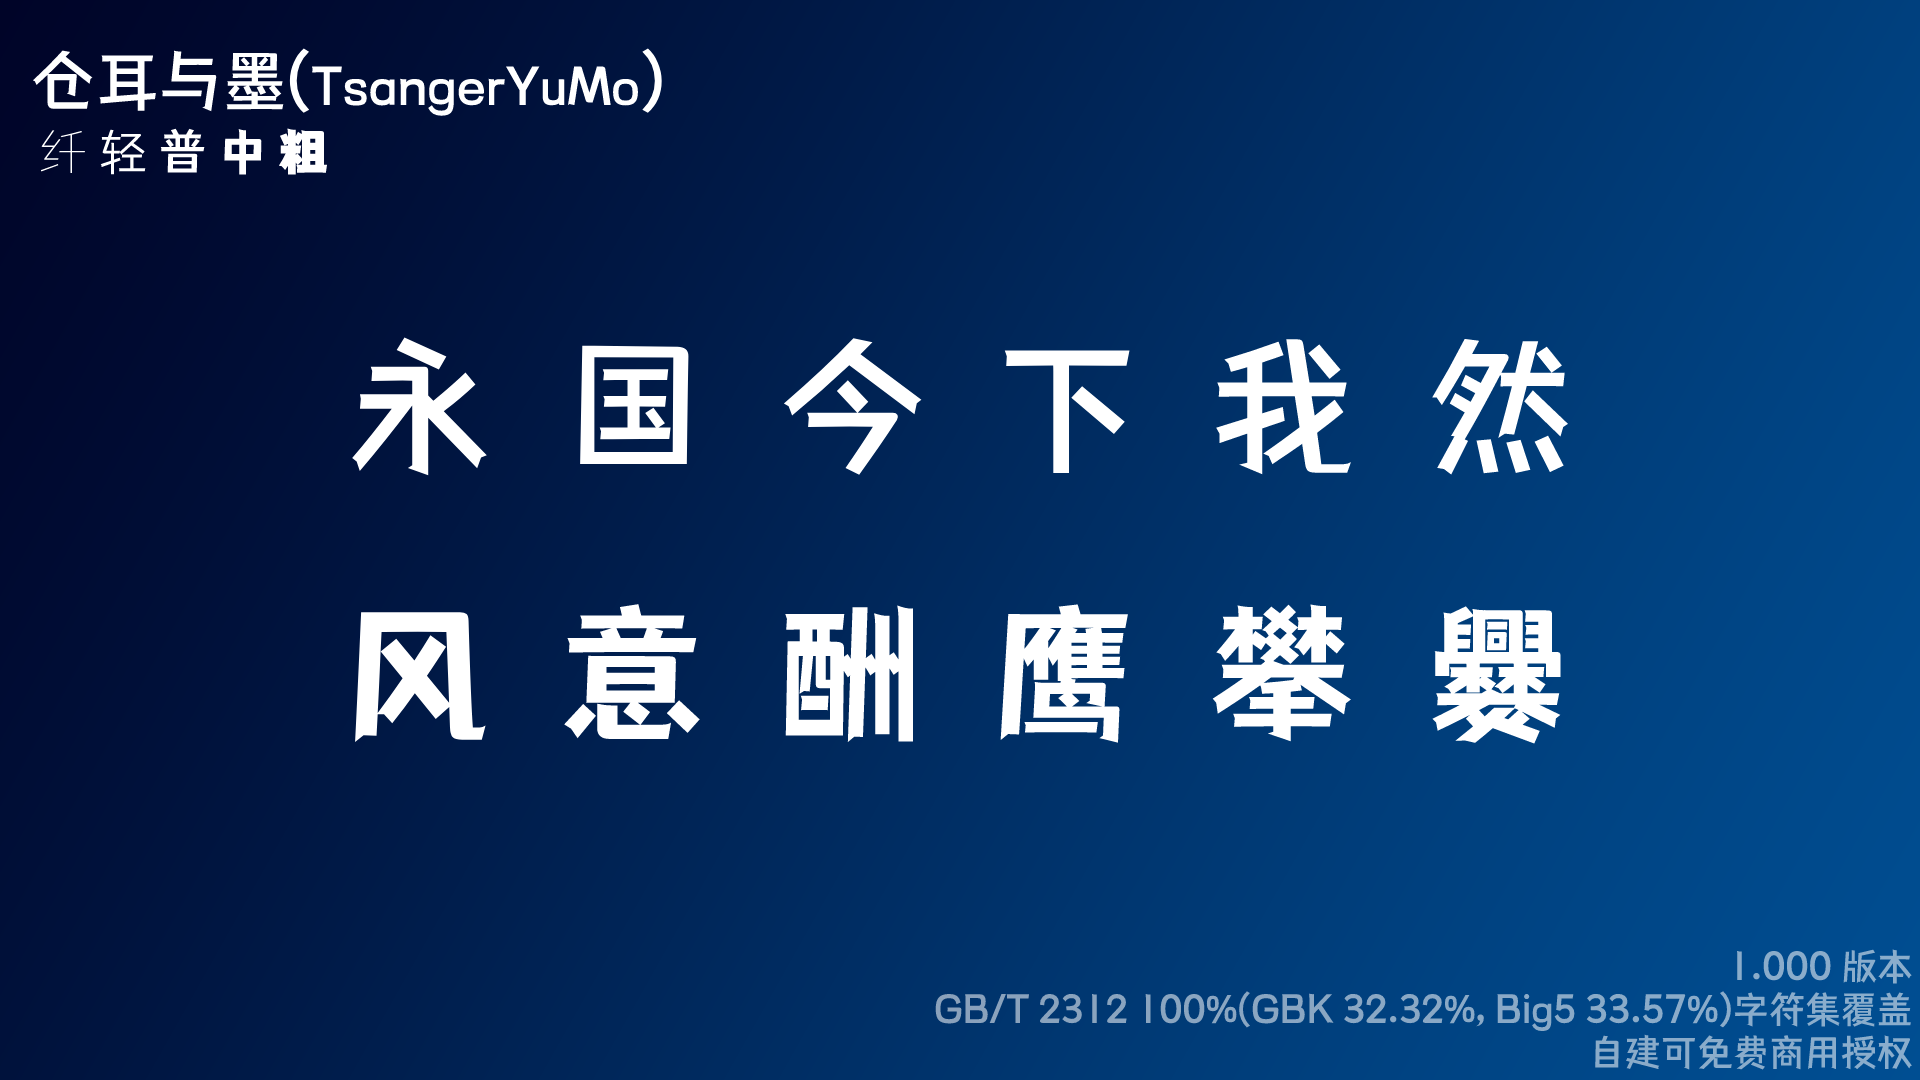 仓耳与墨(TsangerYuMo)
纤轻普中粗
永国今下我然
风意酬鹰攀爨
1.000 版本
GB/T 2312 100%(GBK 32.32%, Big5 33.57%)字符集覆盖
自建可免费商用授权